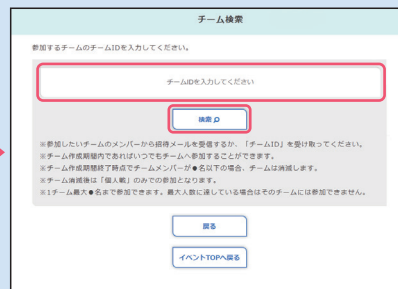 チーム検索
参加するチームのチームIDを入力してください。
チームIDを入力してください
検索
※参加したいチームのメンバーから招待メールを受信するか、「チームID」を受け取ってください。
※チーム作成期間内であればいつでもチームへ参加することができます。
※チーム作成期間終了時点でチームメンバーが●名以下の場合、チームは消滅します。
※チーム消滅後は「個人戦」のみでの参加となります。
※1チーム最大●名まで参加できます。最大人数に達している場合はそのチームには参加できません。
戻る
イベントTOPへ戻る